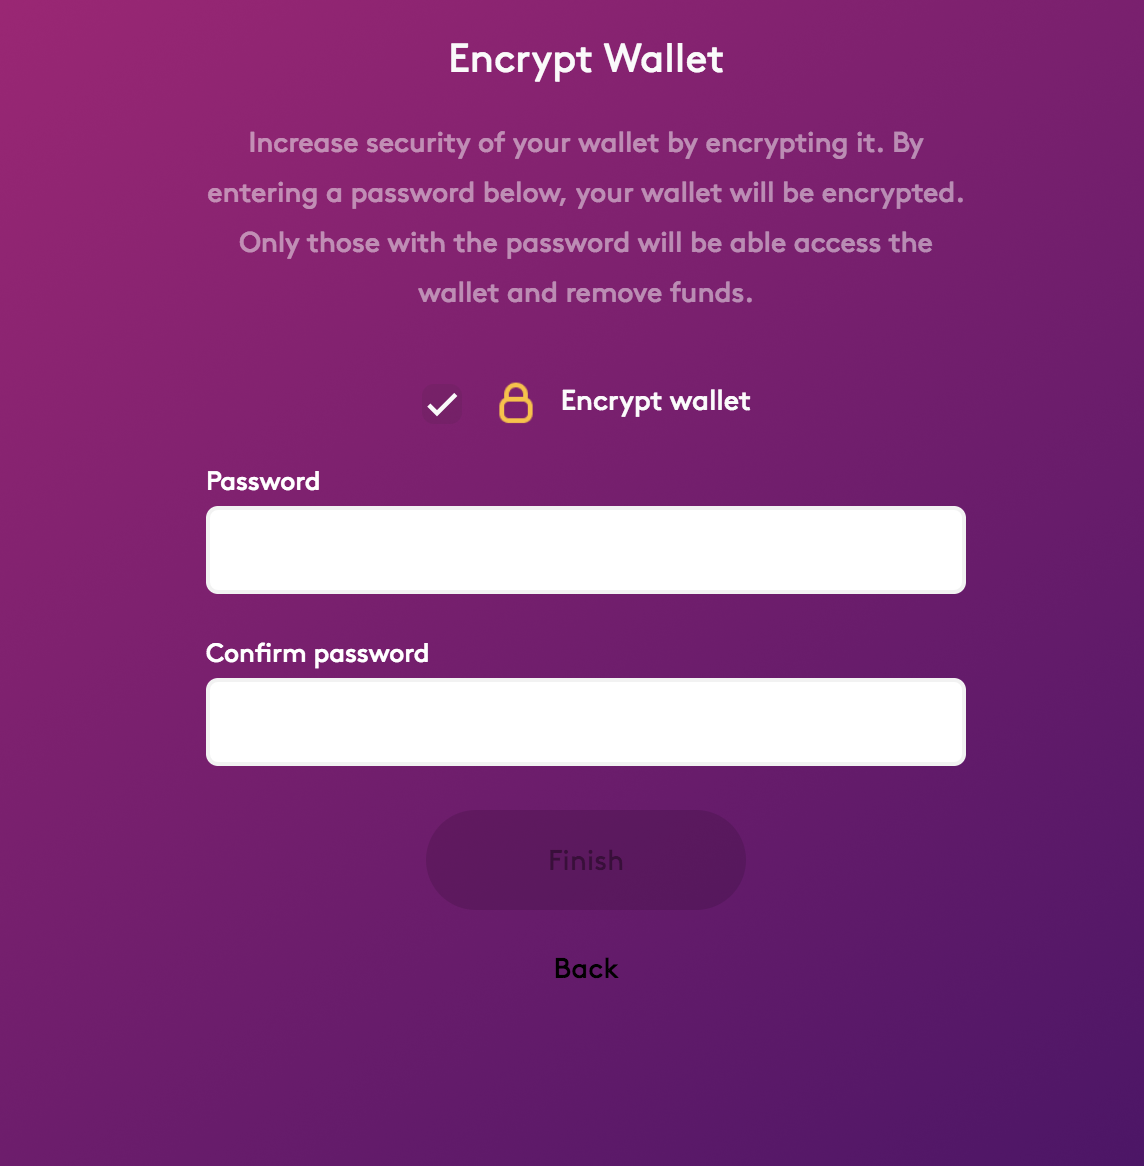 Encrypt Wallet
Increase security of your wallet by encrypting it. By
entering a password below, your wallet will be encrypted.
Only those with the password will be able access the
wallet and remove funds.
Encrypt wallet
Password
Confirm password
Finish
Back